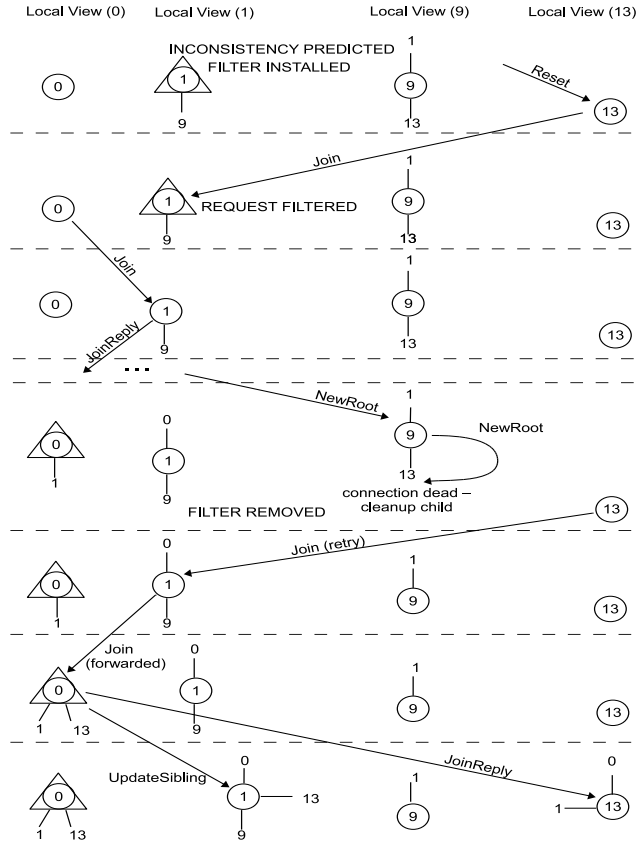 Local View (0) Local View (1) Local View (9) Local View (13)
INCONSISTENCY PREDICTED
FILTER INSTALLED
1
Reset
0 1 9 13
9 13
Join
1
0 1 REQUEST FILTERED 9 13
9 13
Join
1
0 1 9 13
JoinReply
9 13
...
NewRoot
1
0
NewRoot
0 1 9
1 9 13
connection dead –
cleanup child
FILTER REMOVED
13
0
Join (retry)
1
0 1 9 13
1 9
Join
(forwarded)
0
1
0 1 9 13
1 13 9
JoinReply
UpdateSibling
0
1
0
0 1 13 9 1 13
1 13 9